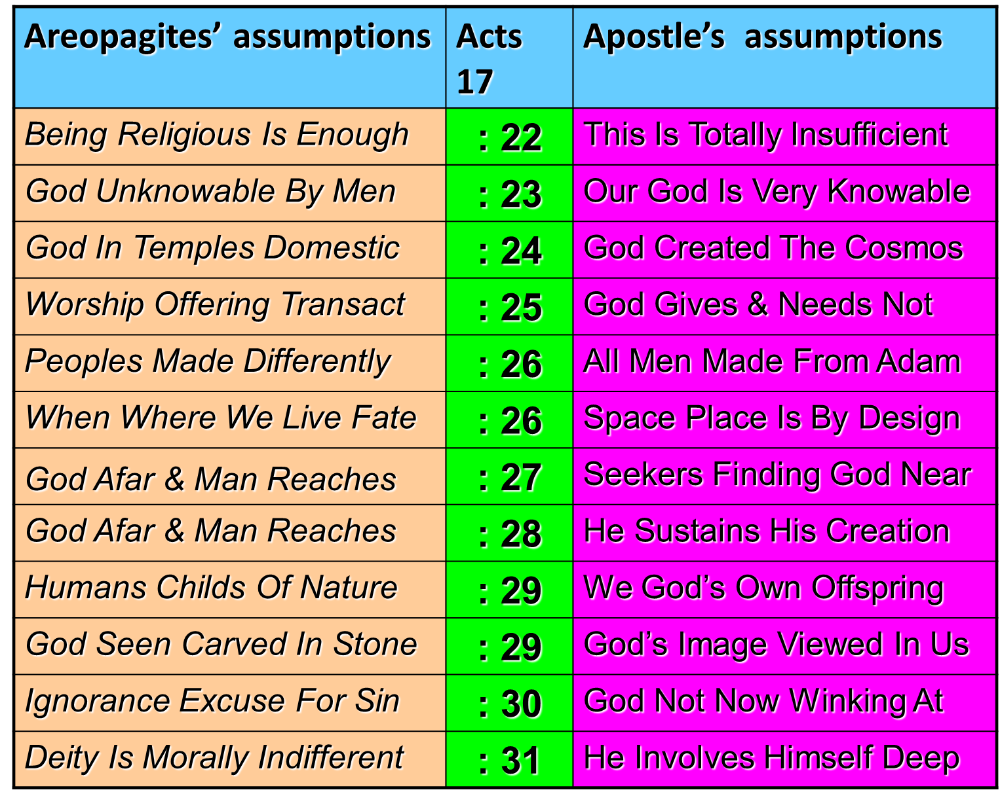 Areopagites’ assumptions Acts 17 Apostle’s assumptions
Being Religious Is Enough : 22 This Is Totally Insufficient
God Unknowable By Men : 23 Our God Is Very Knowable
God In Temples Domestic : 24 God Created The Cosmos
Worship Offering Transact : 25 God Gives & Needs Not
Peoples Made Differently : 26 All Men Made From Adam
When Where We Live Fate : 26 Space Place Is By Design
God Afar & Man Reaches : 27 Seekers Finding God Near
God Afar & Man Reaches : 28 He Sustains His Creation
Humans Childs Of Nature : 29 We God’s Own Offspring
God Seen Carved In Stone : 29 God’s Image Viewed In Us
Ignorance Excuse For Sin : 30 God Not Now Winking At
Deity Is Morally Indifferent : 31 He Involves Himself Deep